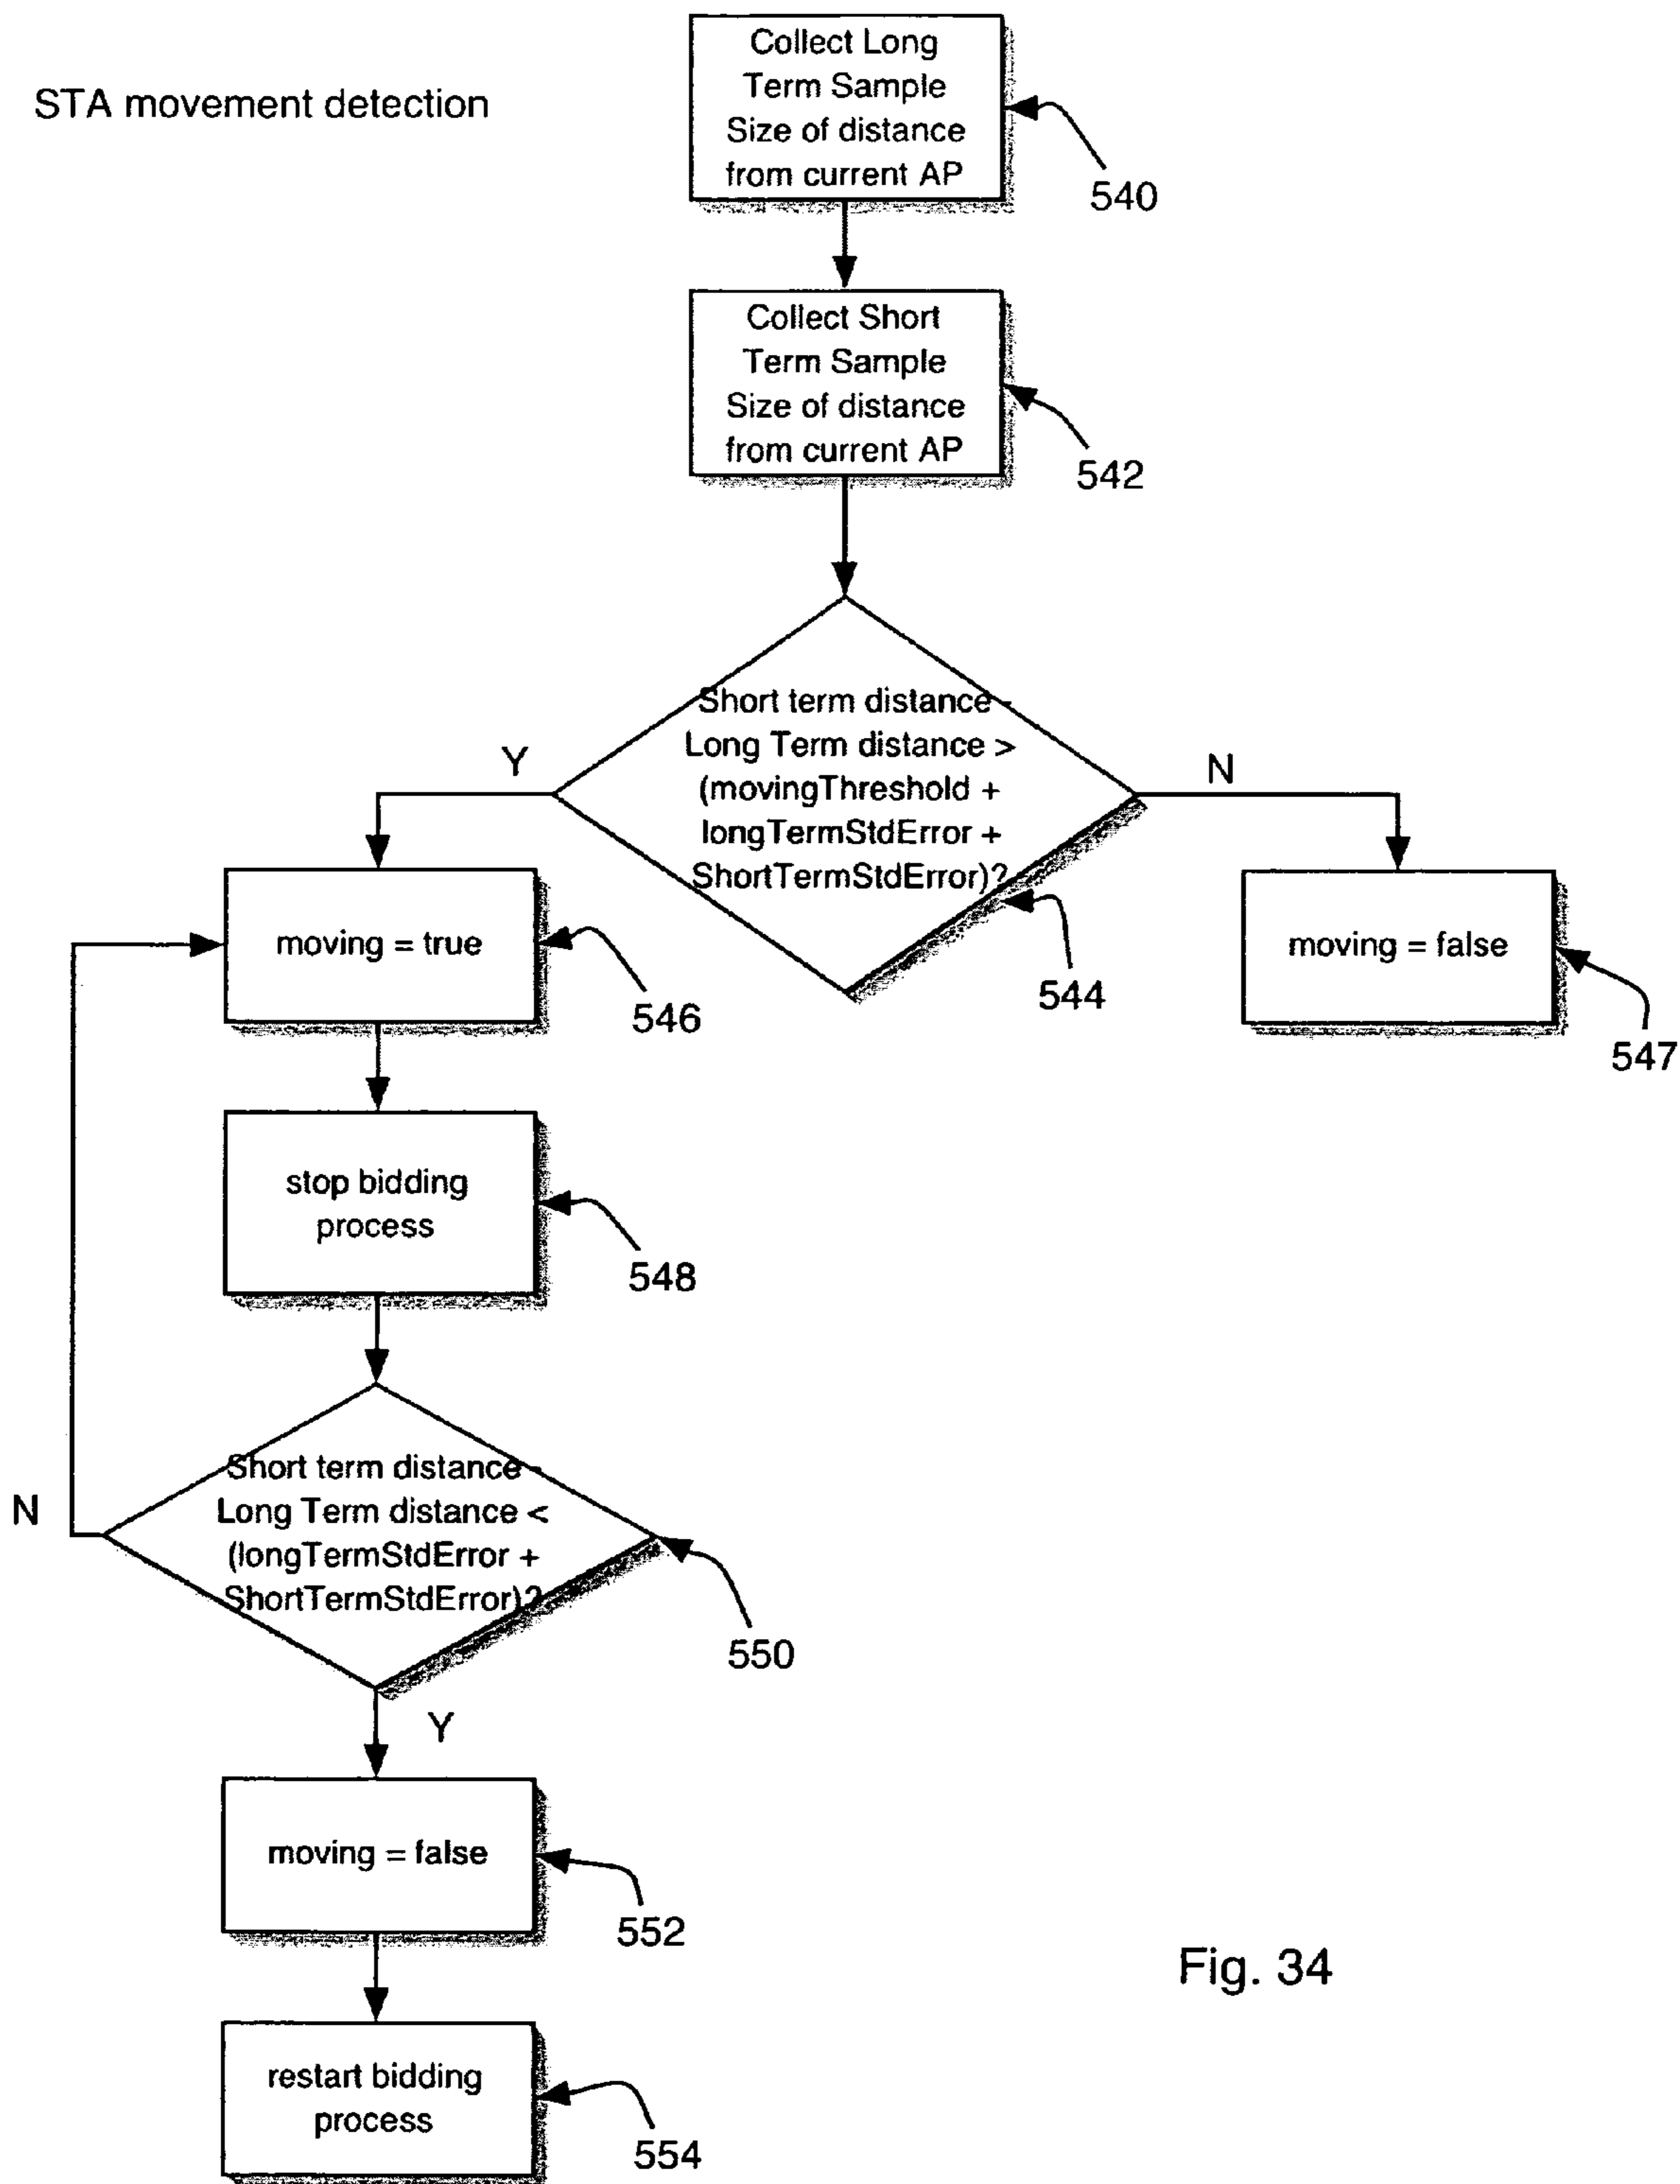 STA movement detection
Collect Long
Term Sample
Size of distance
from current AP
540
Collect Short
Term Sample
Size of distance
from current AP
542
Short term distance -
Long Term distance >
(movingThreshold +
longTermStdError +
ShortTermStdError)?
544
Y
N
moving = true
546
moving = false
547
stop bidding
process
548
Short term distance -
Long Term distance <
(longTermStdError +
ShortTermStdError)?
550
N
Y
moving = false
552
restart bidding
process
554
Fig. 34